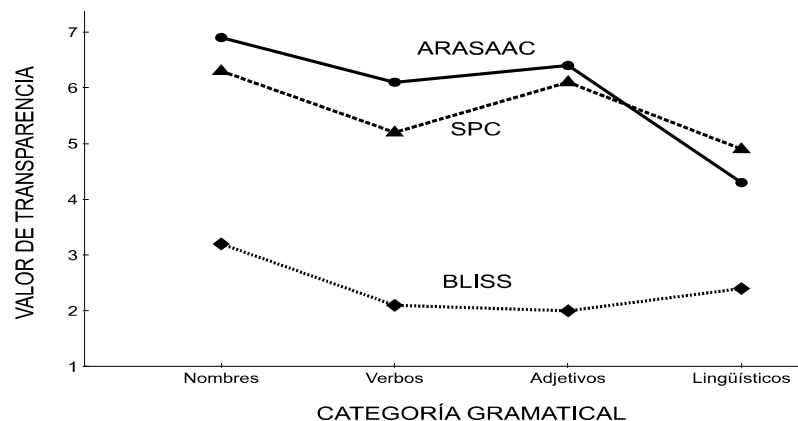 VALOR DE TRANSPARENCIA
7
6
5
4
3
2
1
ARASAAC
SPC
BLISS
Nombres Verbos Adjetivos Lingüísticos
CATEGORÍA GRAMATICAL